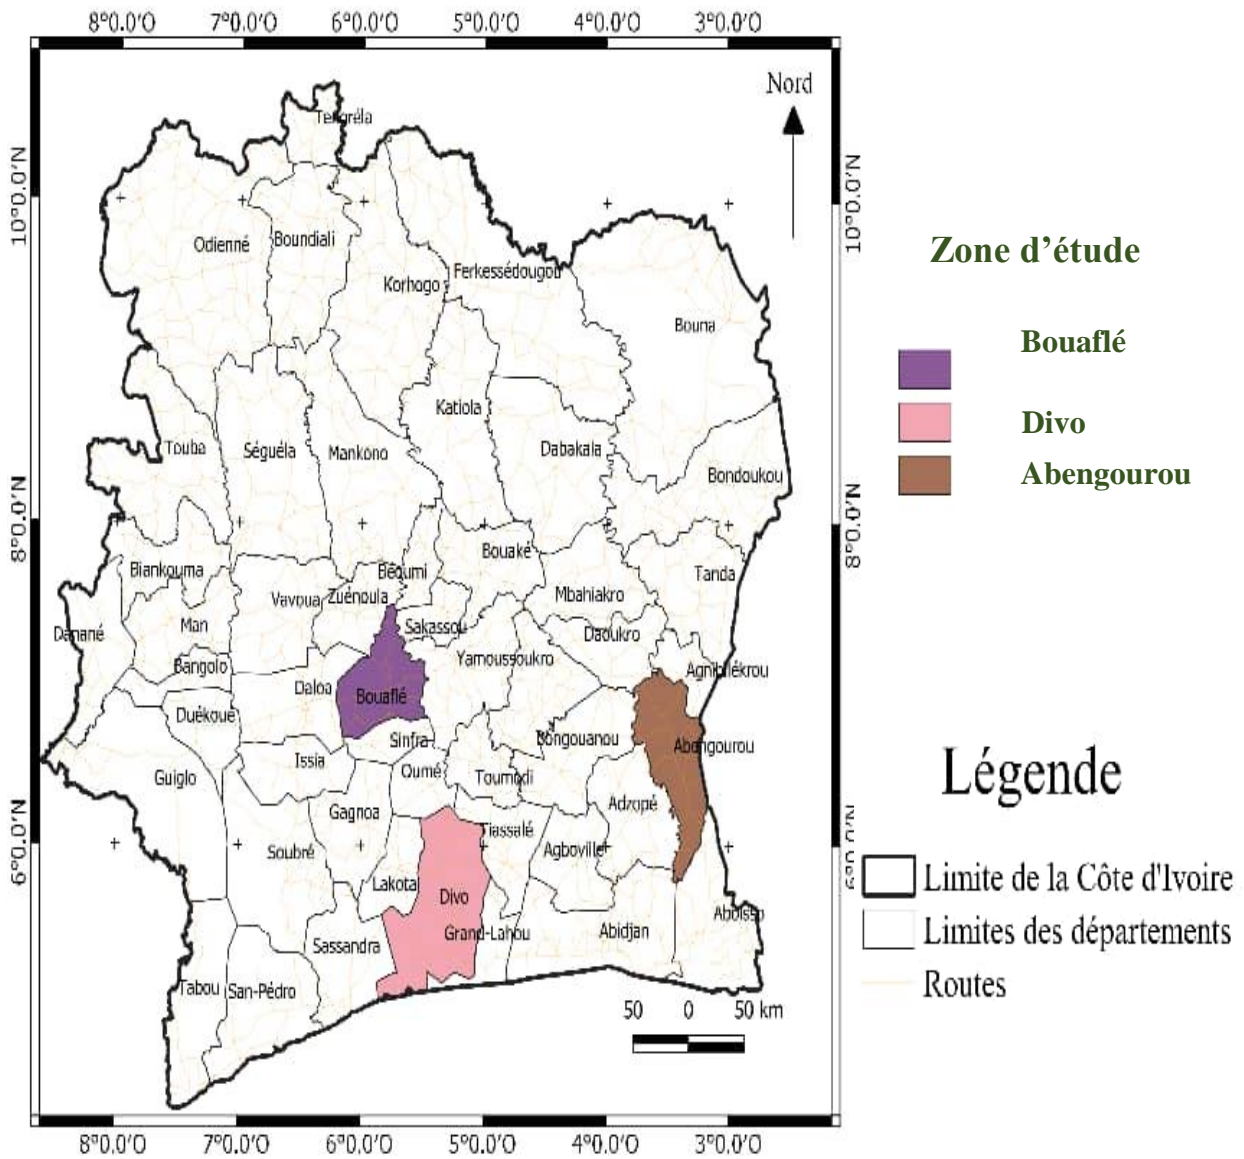 8°0.0'O 7°0.0'O 6°0.0'O 5°0.0'O 4°0.0'O 3°0.0'O
Nord
Tengréla
10°0.0'N
10°0.0'N
Odienné
Boundiali
Korhogo
Ferkessédougou
Bouna
Katiola
Touba
Séguéla
Mankono
Dabakala
Bondoukou
8°0.0'N
8°0.0'N
Biankouma
Béoumi
Bouaké
Tanda
Vavoua
Zuénoula
Mbahiakro
Danané
Man
Sakassou
Daoukro
Bangolo
Yamoussoukro
Agnibilékrou
Daloa
Bouaflé
Duékoué
Sinfra
Bongouanou
Abengourou
Issia
Oumé
Toumodi
Guiglo
Gagnoa
Adzopé
Tiassalé
6°0.0'N
6°0.0'N
Soubré
Agboville
Lakota
Divo
Aboisso
Sassandra
Grand-Lahou
Abidjan
Tabou
San-Pédro
50 0 50 km
8°0.0'O 7°0.0'O 6°0.0'O 5°0.0'O 4°0.0'O 3°0.0'O
Zone d'étude
Bouaflé
Divo
Abengourou
Légende
Limite de la Côte d'Ivoire
Limites des départements
Routes